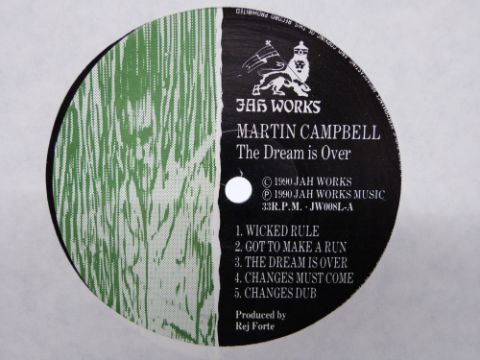 JAH WORKS
MARTIN CAMPBELL
The Dream is Over
© 1990 JAH WORKS
℗ 1990 JAH WORKS MUSIC
33R.P.M. · JW008L-A
1. WICKED RULE
2. GOT TO MAKE A RUN
3. THE DREAM IS OVER
4. CHANGES MUST COME
5. CHANGES DUB
Produced by
Rej Forte